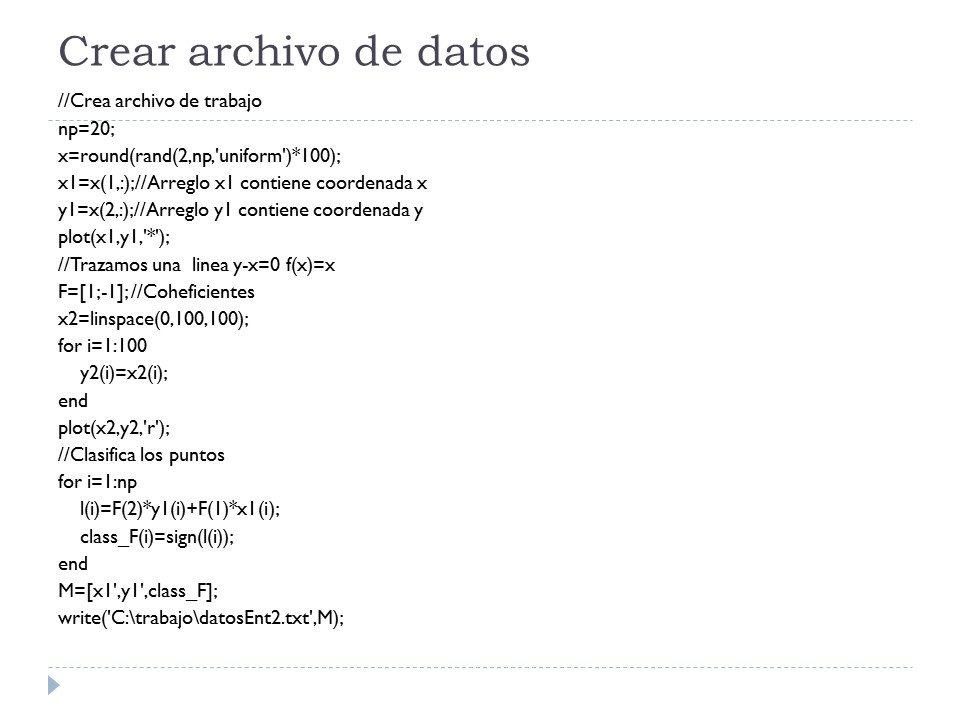 Crear archivo de datos
//Crea archivo de trabajo
np=20;
x=round(rand(2,np,'uniform')*100);
x1=x(1,:);//Arreglo x1 contiene coordenada x
y1=x(2,:);//Arreglo y1 contiene coordenada y
plot(x1,y1,'*');
//Trazamos una  linea y-x=0 f(x)=x
F=[1;-1];//Coheficientes
x2=linspace(0,100,100);
for i=1:100
    y2(i)=x2(i);
end
plot(x2,y2,'r');
//Clasifica los puntos
for i=1:np
    l(i)=F(2)*y1(i)+F(1)*x1(i);
    class_F(i)=sign(l(i));
end
M=[x1',y1',class_F];
write('C:\trabajo\datosEnt2.txt',M);